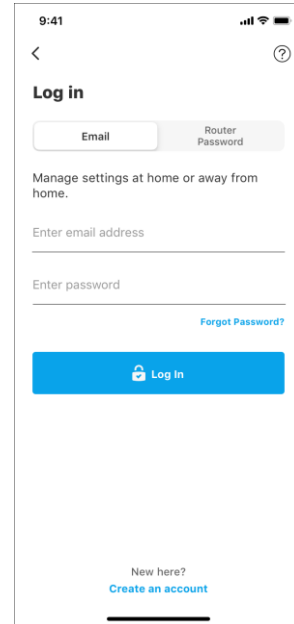 9:41
Log in
Email
Router
Password
Manage settings at home or away from
home.
Enter email address
Enter password
Forgot Password?
Log In
New here?
Create an account